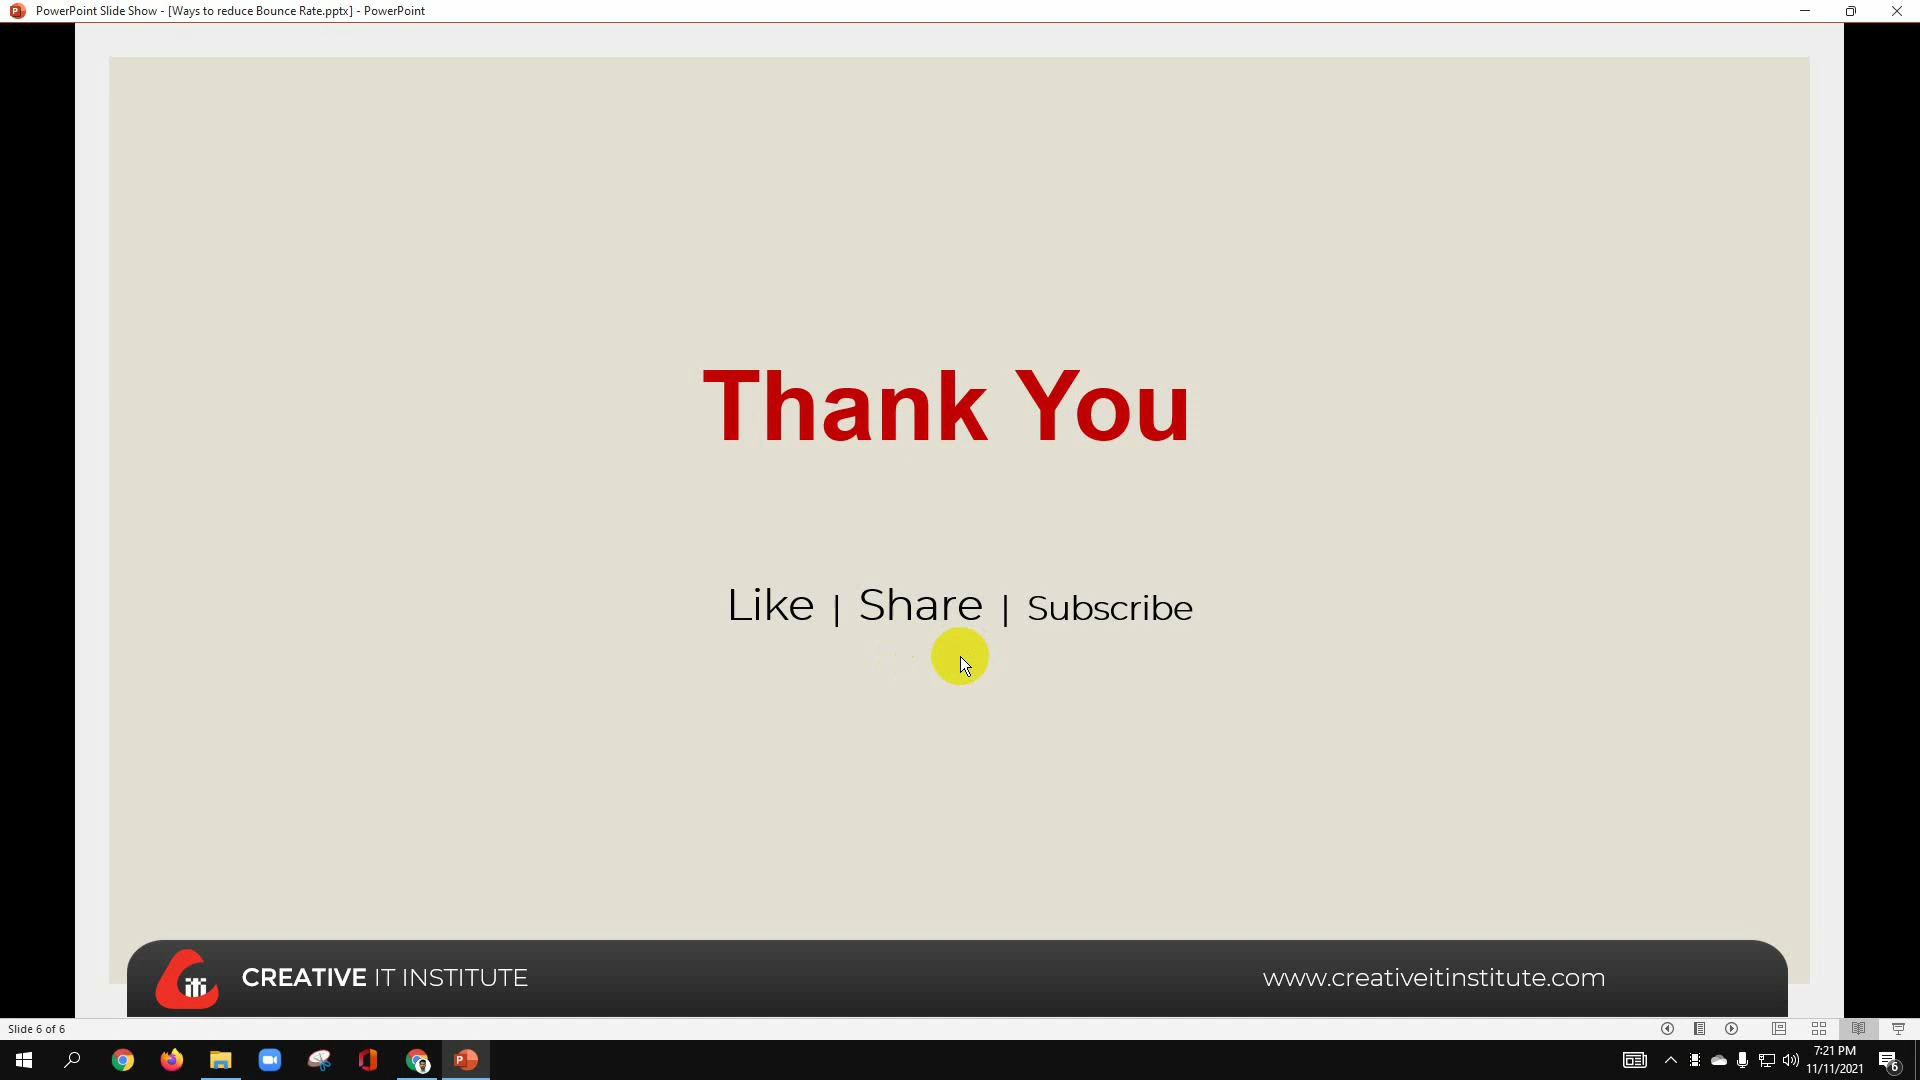 PowerPoint Slide Show - [Ways to reduce Bounce Rate.pptx] - PowerPoint
Thank You
Like | Share | Subscribe
CREATIVE IT INSTITUTE
www.creativeitinstitute.com
Slide 6 of 6
7:21 PM
11/11/2021
6